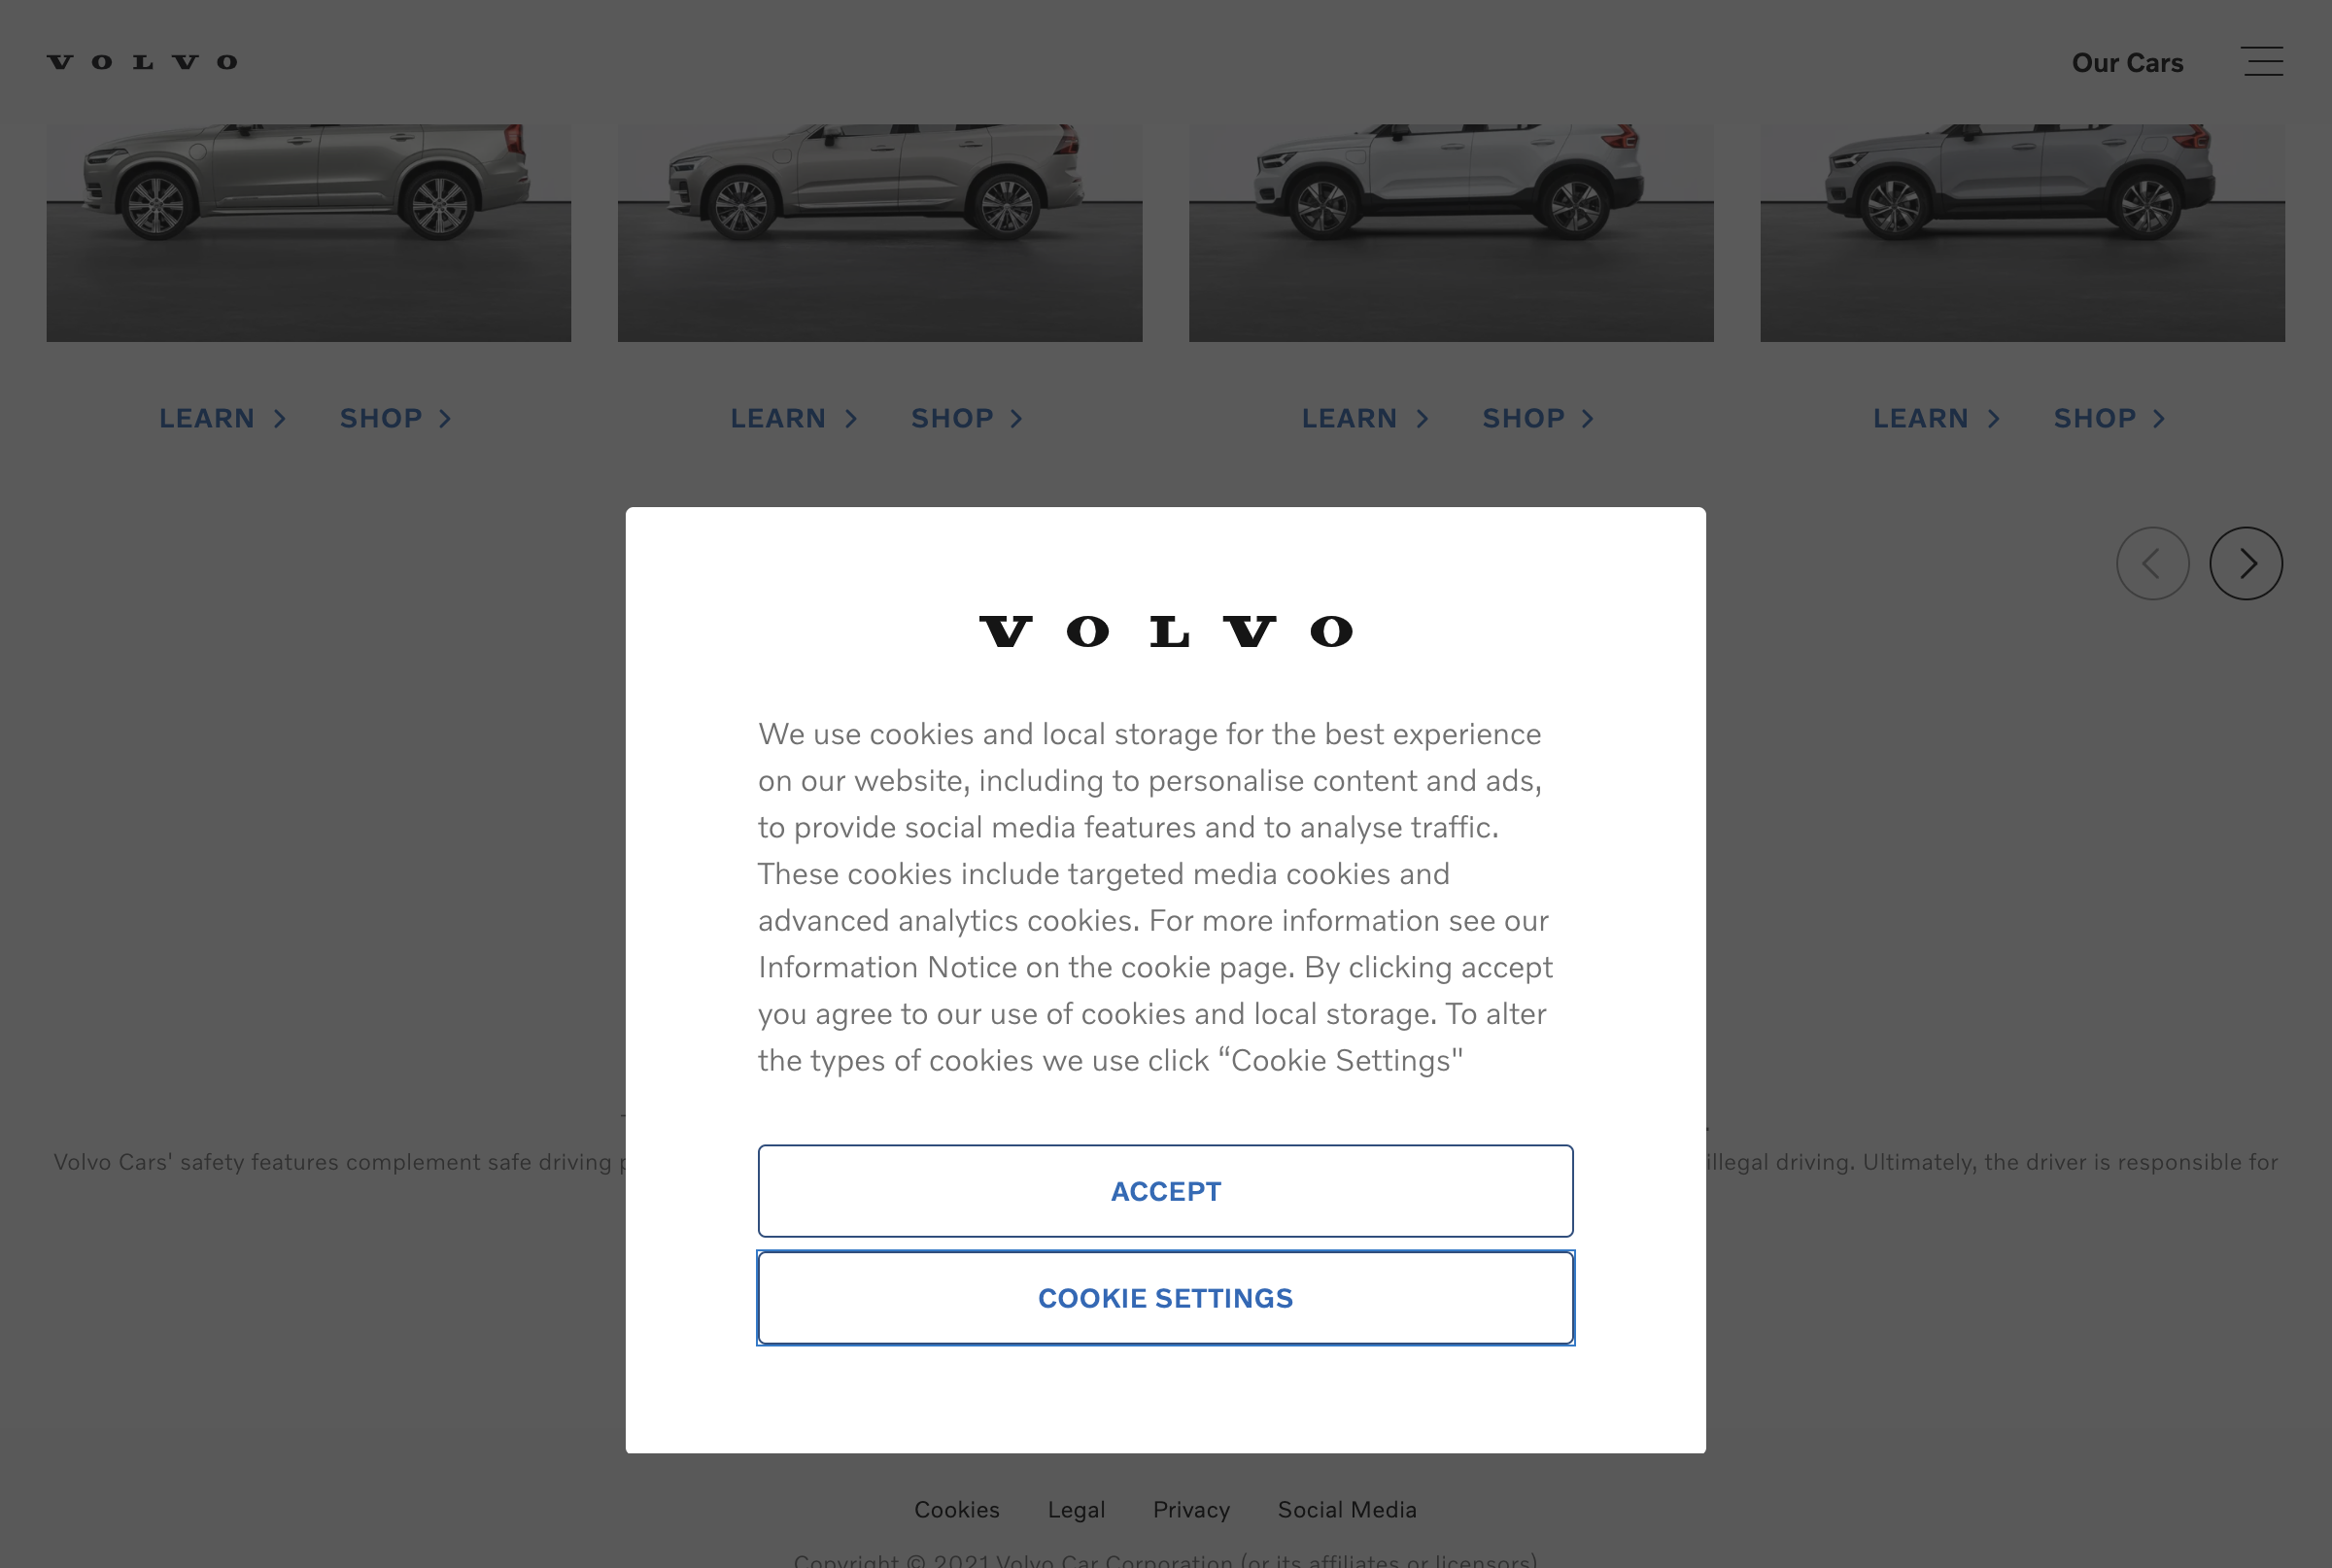 VOLVO
Our Cars
LEARN SHOP LEARN SHOP LEARN SHOP LEARN SHOP
VOLVO
We use cookies and local storage for the best experience
on our website, including to personalise content and ads,
to provide social media features and to analyse traffic.
These cookies include targeted media cookies and
advanced analytics cookies. For more information see our
Information Notice on the cookie page. By clicking accept
you agree to our use of cookies and local storage. To alter
the types of cookies we use click “Cookie Settings"
Volvo Cars' safety features complement safe driving
illegal driving. Ultimately, the driver is responsible for
ACCEPT
COOKIE SETTINGS
Cookies Legal Privacy Social Media
Copyright © 2021 Volvo Car Corporation (or its affiliates or licensors)